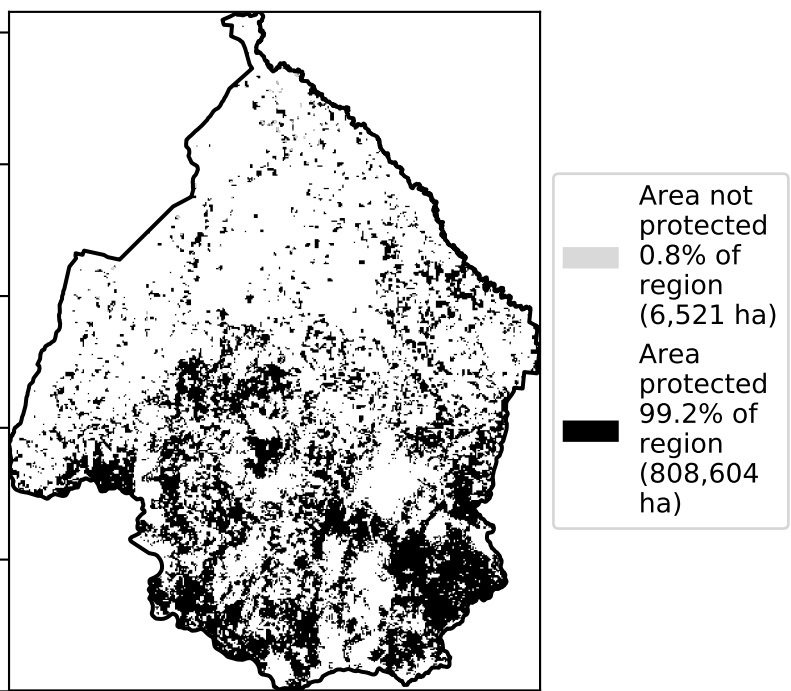 Area not
protected
0.8% of
region
(6,521 ha)
Area
protected
99.2% of
region
(808,604
ha)